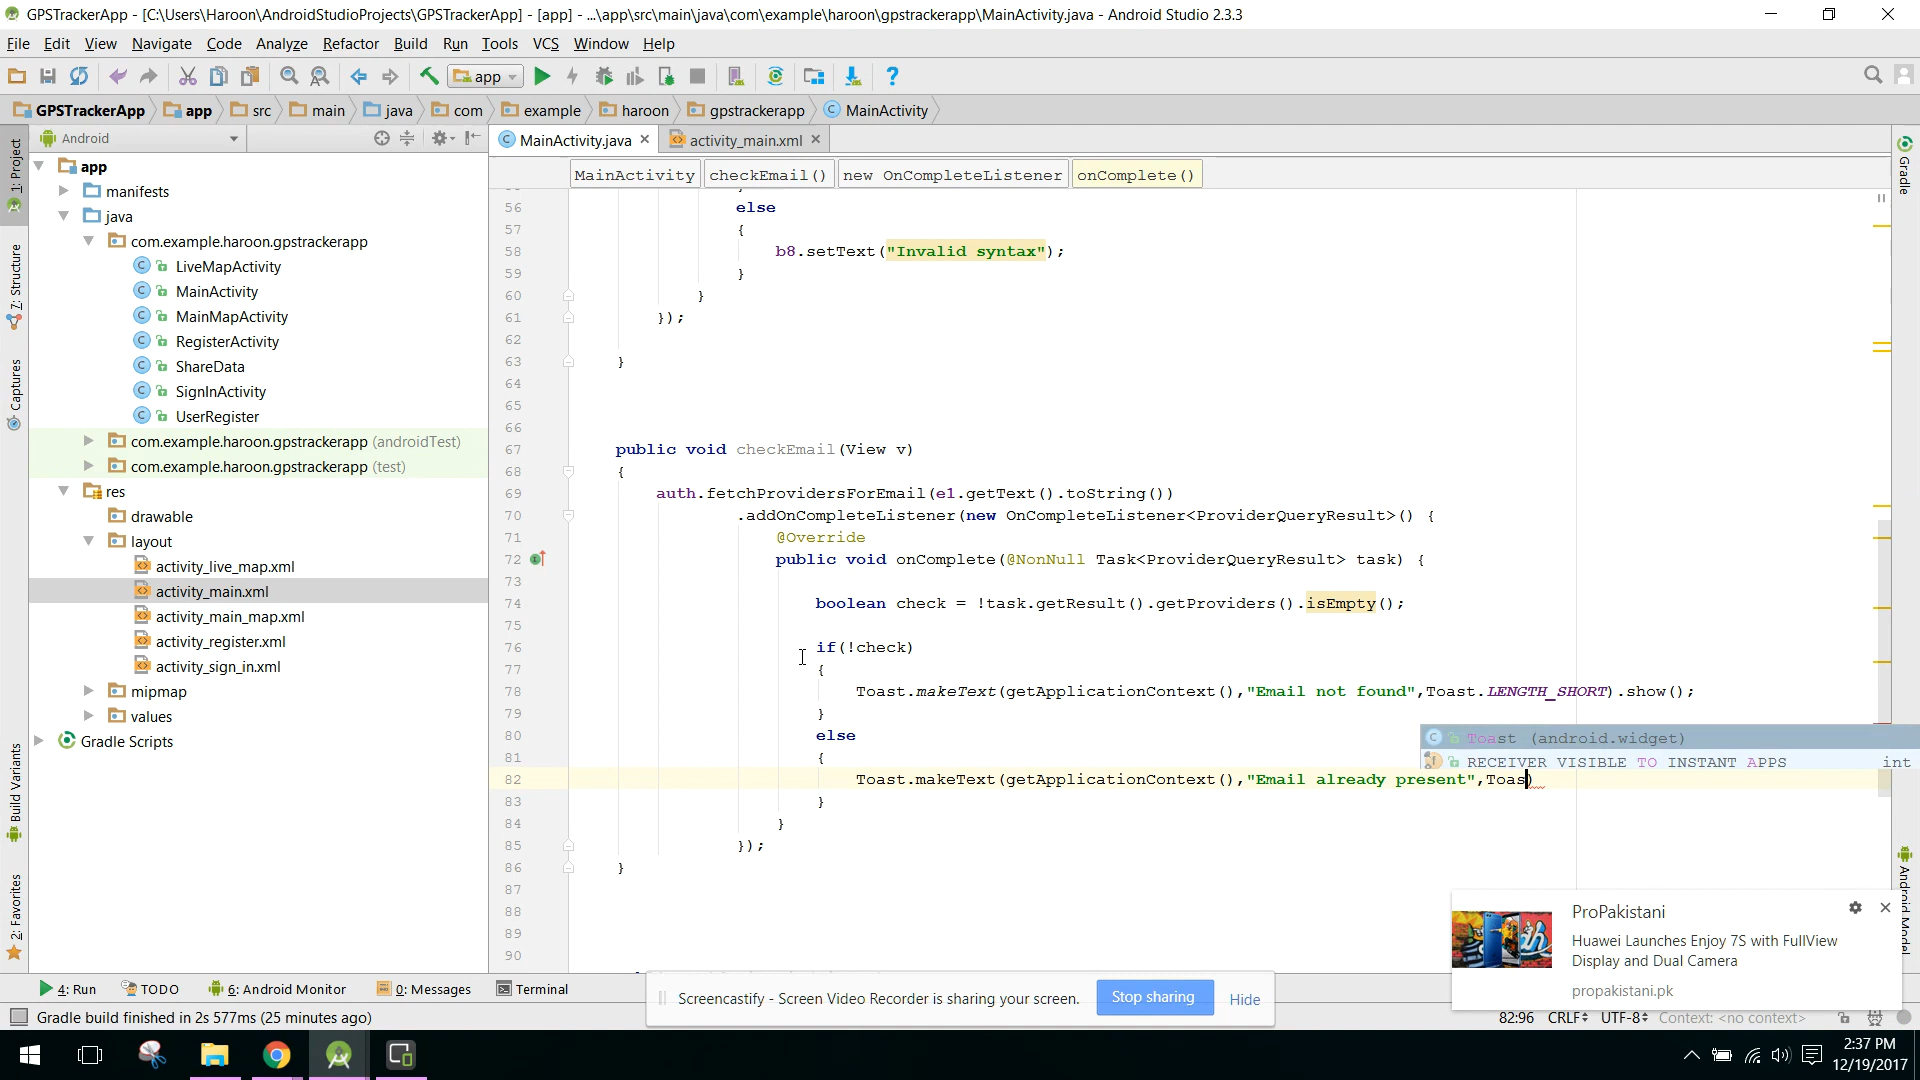 GPSTrackerApp - [C:\Users\Haroon\AndroidStudioProjects\GPSTrackerApp] - [app] - ...\app\src\main\java\com\example\haroon\gpstrackerapp\MainActivity.java - Android Studio 2.3.3
File Edit View Navigate Code Analyze Refactor Build Run Tools VCS Window Help
app
GPSTrackerApp app src main java com example haroon gpstrackerapp MainActivity
Android
MainActivity.java activity_main.xml
MainActivity checkEmail() new OnCompleteListener onComplete()
1: Project
7: Structure
Captures
Build Variants
2: Favorites
app
manifests
java
com.example.haroon.gpstrackerapp
LiveMapActivity
MainActivity
MainMapActivity
RegisterActivity
ShareData
SignInActivity
UserRegister
com.example.haroon.gpstrackerapp (androidTest)
com.example.haroon.gpstrackerapp (test)
res
drawable
layout
activity_live_map.xml
activity_main.xml
activity_main_map.xml
activity_register.xml
activity_sign_in.xml
mipmap
values
Gradle Scripts
56 else
57 {
58 b8.setText("Invalid syntax");
59 }
60 }
61 });
62
63 }
64
65
66
67 public void checkEmail(View v)
68 {
69 auth.fetchProvidersForEmail(e1.getText().toString())
70 .addOnCompleteListener(new OnCompleteListener<ProviderQueryResult>() {
71 @Override
72 public void onComplete(@NonNull Task<ProviderQueryResult> task) {
73
74 boolean check = !task.getResult().getProviders().isEmpty();
75
76 if(!check)
77 {
78 Toast.makeText(getApplicationContext(),"Email not found",Toast.LENGTH_SHORT).show();
79 }
80 else
81 {
82 Toast.makeText(getApplicationContext(),"Email already present",Toas)
83 }
84 }
85 });
86 }
87
88
89
90
Toast (android.widget)
RECEIVER_VISIBLE_TO_INSTANT_APPS int
Gradle
Android Model
ProPakistani
Huawei Launches Enjoy 7S with FullView
Display and Dual Camera
propakistani.pk
4: Run TODO 6: Android Monitor 0: Messages Terminal
Screencastify - Screen Video Recorder is sharing your screen. Stop sharing Hide
Gradle build finished in 2s 577ms (25 minutes ago)
82:96 CRLF UTF-8 Context: <no context>
2:37 PM
12/19/2017